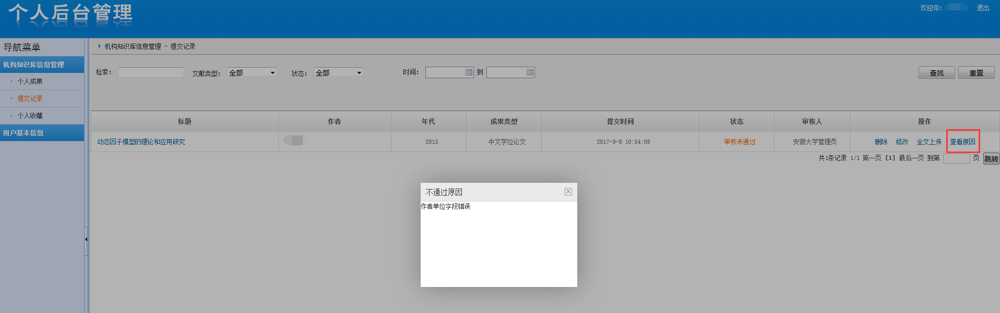 个人后台管理
欢迎你： 退出
导航菜单
机构知识库信息管理
· 个人成果
· 提交记录
· 个人收藏
用户基本信息
机构知识库信息管理 - 提交记录
检索： 文献类型： 全部 状态： 全部 时间： 到 查找 重置
标题 作者 年代 成果类型 提交时间 状态 审核人 操作
动态因子模型的理论和应用研究 2013 中文学位论文 2017-9-8 10:54:08 审核未通过 安徽大学管理员 删除 修改 全文上传 查看原因
共1条记录 1/1 第一页 [1] 最后一页 到第 页 跳转
不通过原因
作者单位字段错误